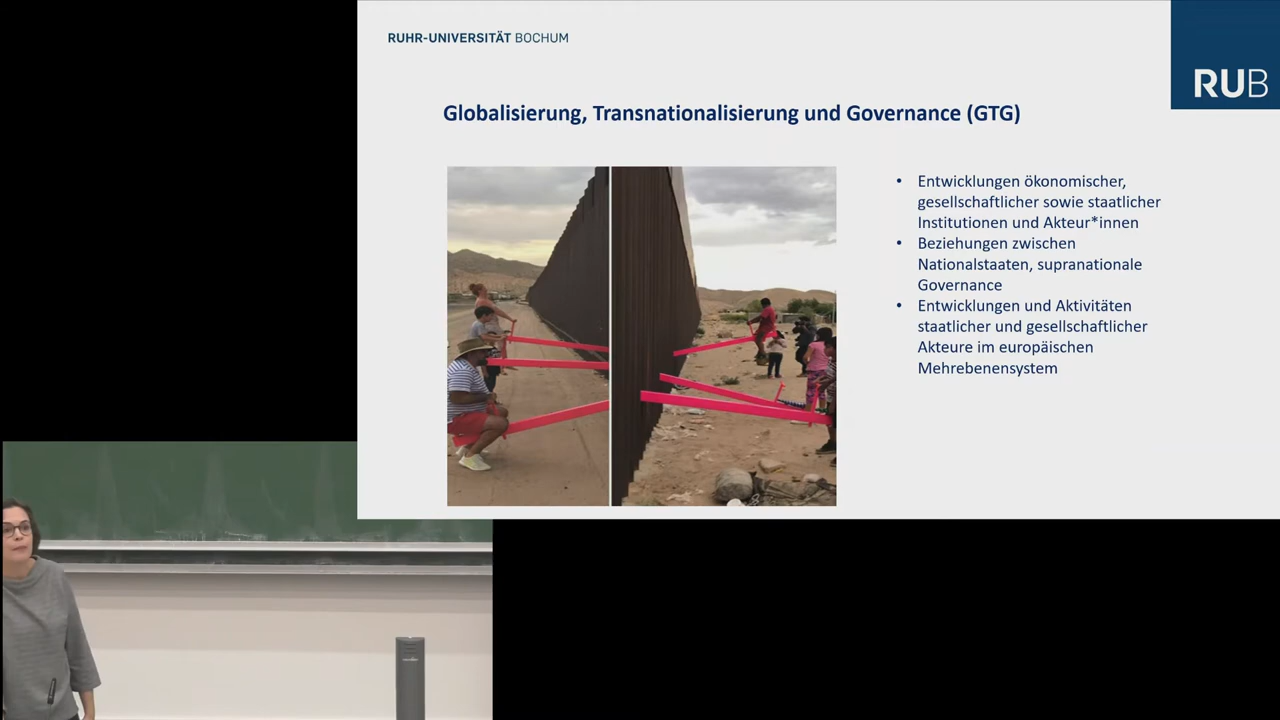 RUHR-UNIVERSITÄT BOCHUM
RUB
Globalisierung, Transnationalisierung und Governance (GTG)
• Entwicklungen ökonomischer,
gesellschaftlicher sowie staatlicher
Institutionen und Akteur*innen
• Beziehungen zwischen
Nationalstaaten, supranationale
Governance
• Entwicklungen und Aktivitäten
staatlicher und gesellschaftlicher
Akteure im europäischen
Mehrebenensystem